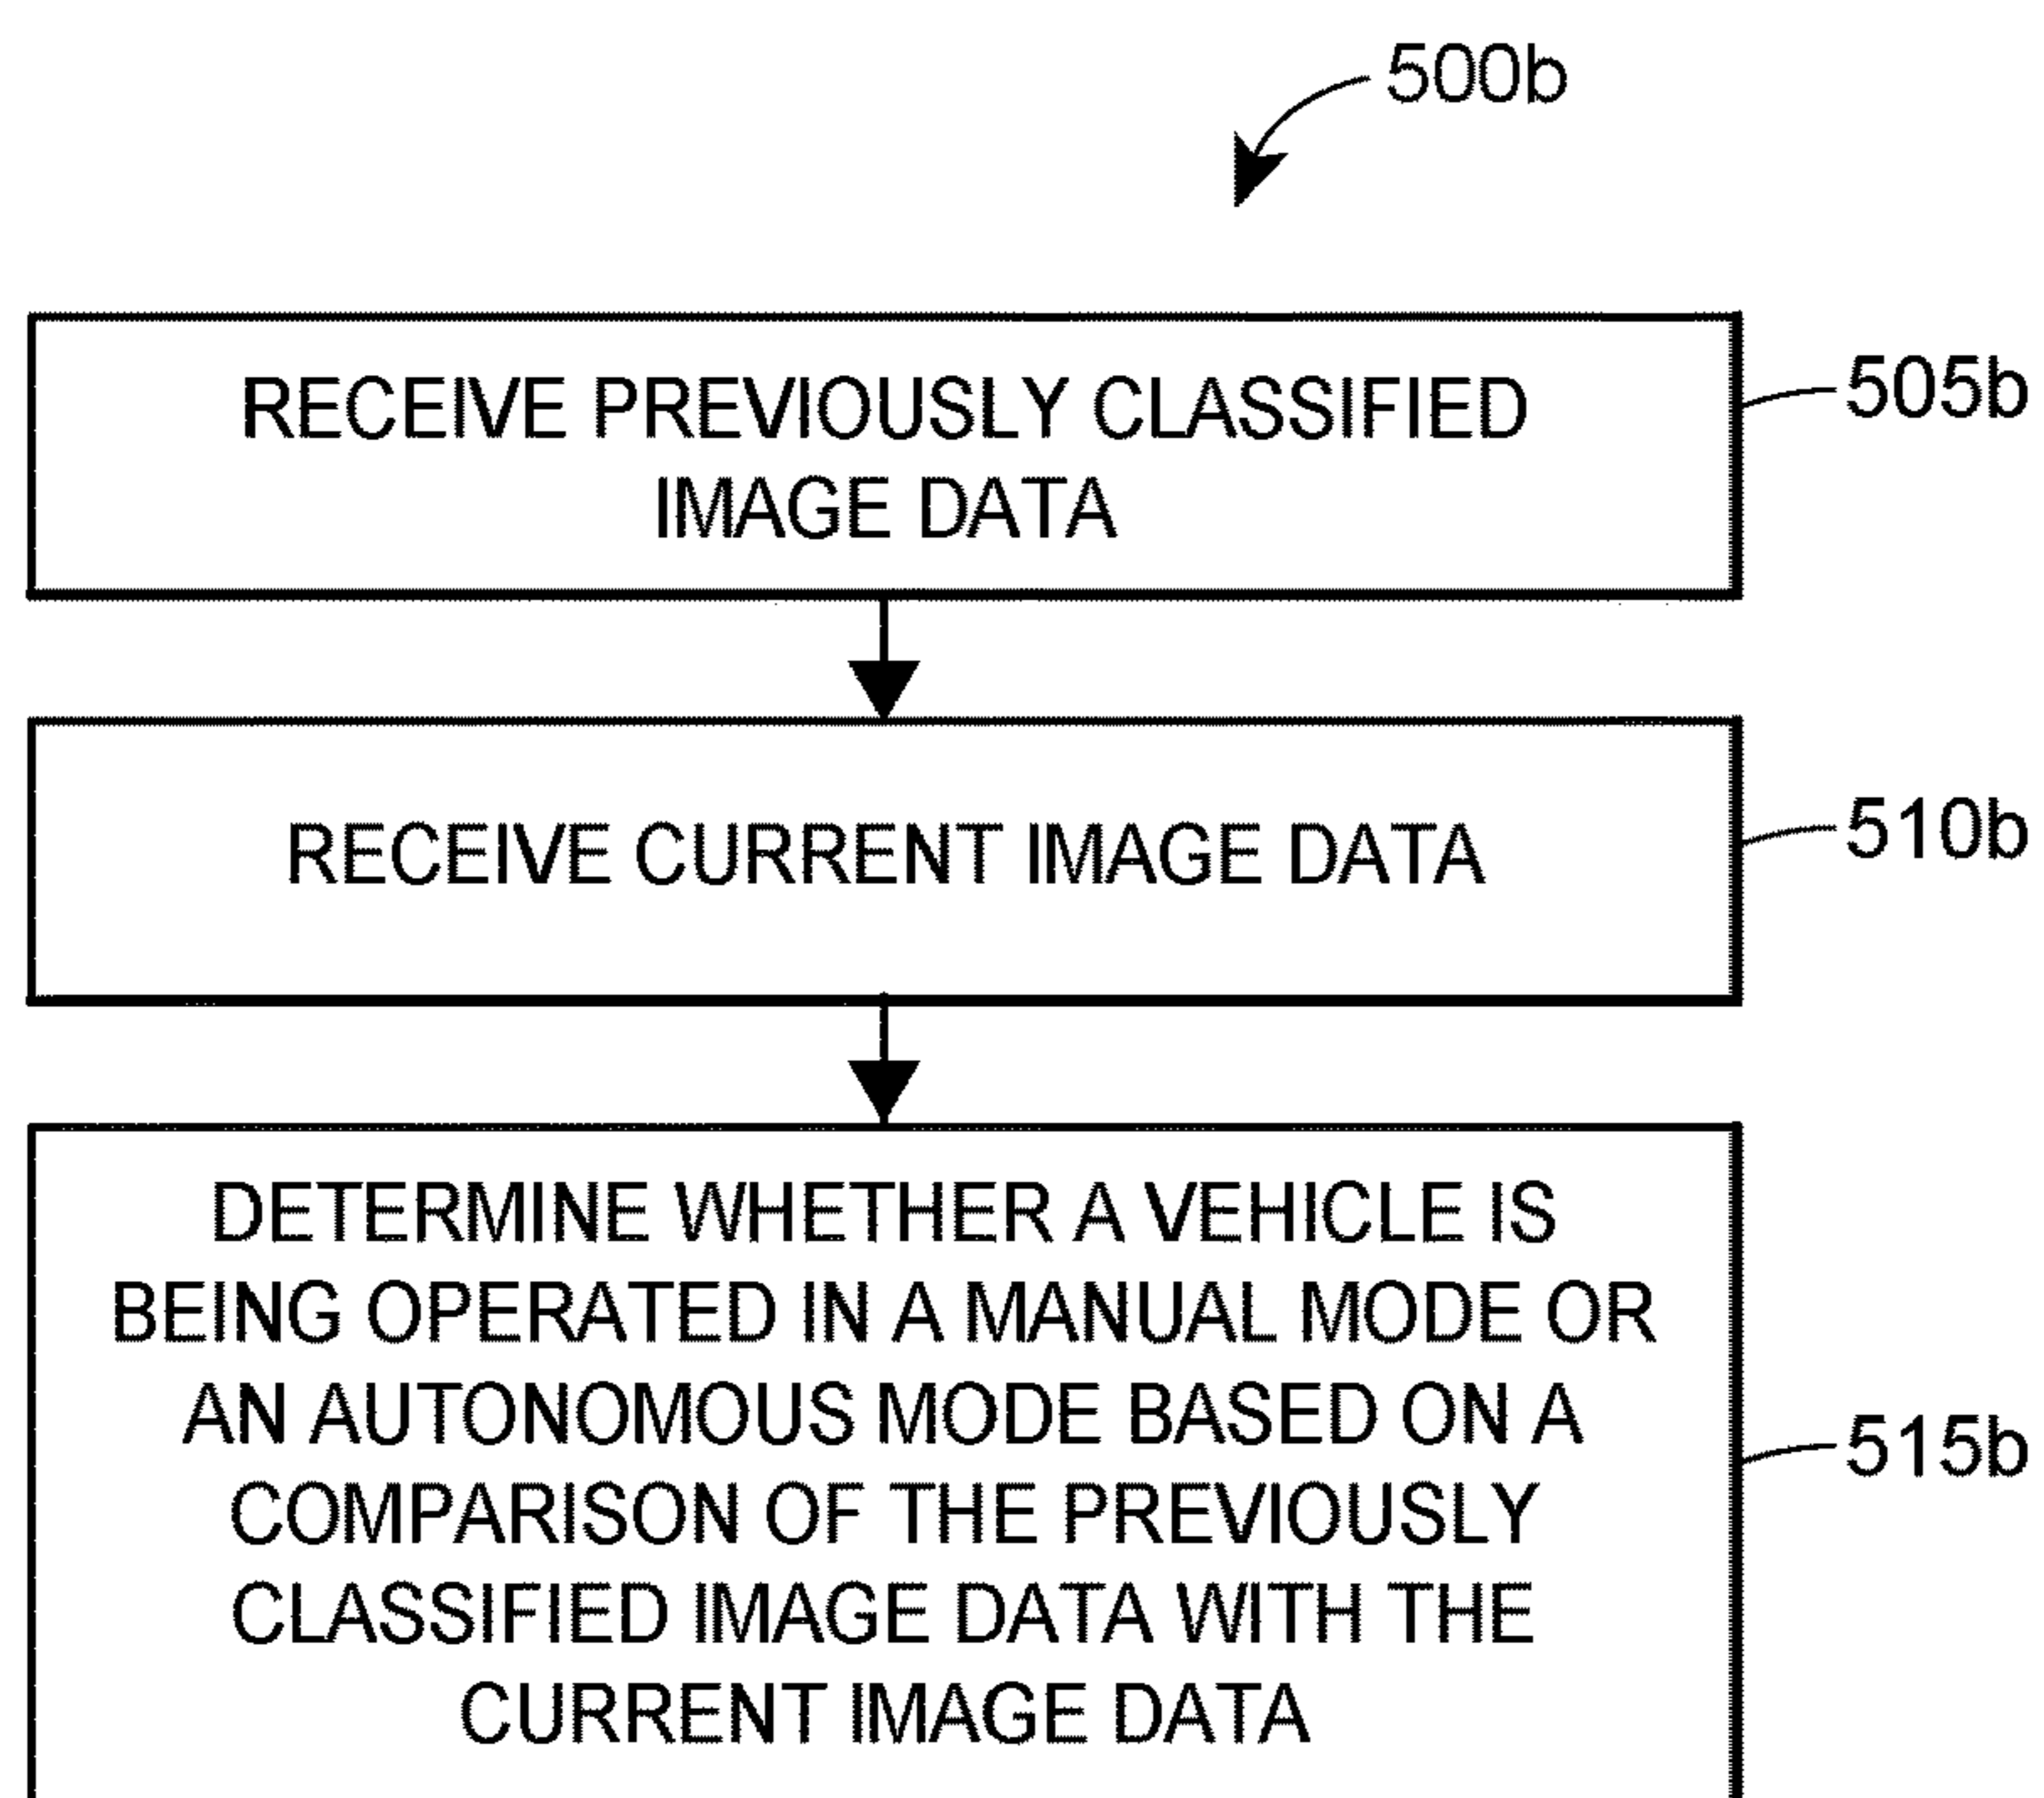 500b
RECEIVE PREVIOUSLY CLASSIFIED
IMAGE DATA
505b
RECEIVE CURRENT IMAGE DATA
510b
DETERMINE WHETHER A VEHICLE IS
BEING OPERATED IN A MANUAL MODE OR
AN AUTONOMOUS MODE BASED ON A
COMPARISON OF THE PREVIOUSLY
CLASSIFIED IMAGE DATA WITH THE
CURRENT IMAGE DATA
515b